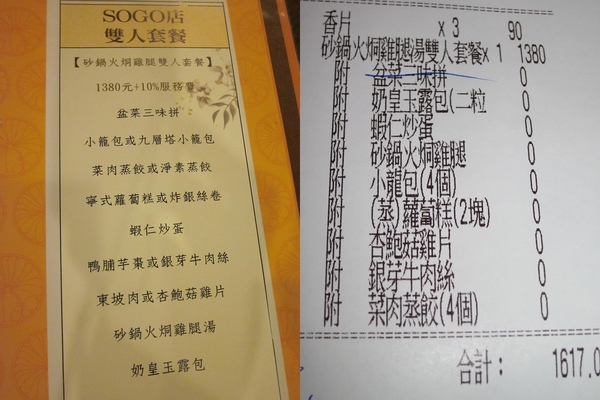 SOGO店
雙人套餐
【砂鍋火炯雞腿雙人套餐】
1380元+10%服務費
盆菜三味拼
小籠包或九層塔小籠包
菜肉蒸餃或淨素蒸餃
寧式蘿蔔糕或炸銀絲卷
蝦仁炒蛋
鴨脯芋棗或銀芽牛肉絲
東坡肉或杏鮑菇雞片
砂鍋火炯雞腿湯
奶皇玉露包
香片 x 3 90
砂鍋火炯雞腿湯雙人套餐x 1 1380
附 盆菜三味拼 0
附 奶皇玉露包(二粒 0
附 蝦仁炒蛋 0
附 砂鍋火炯雞腿 0
附 小龍包(4個) 0
附 (蒸)蘿蔔糕(2塊) 0
附 杏鮑菇雞片 0
附 銀芽牛肉絲 0
附 菜肉蒸餃(4個) 0
合計： 1617.0